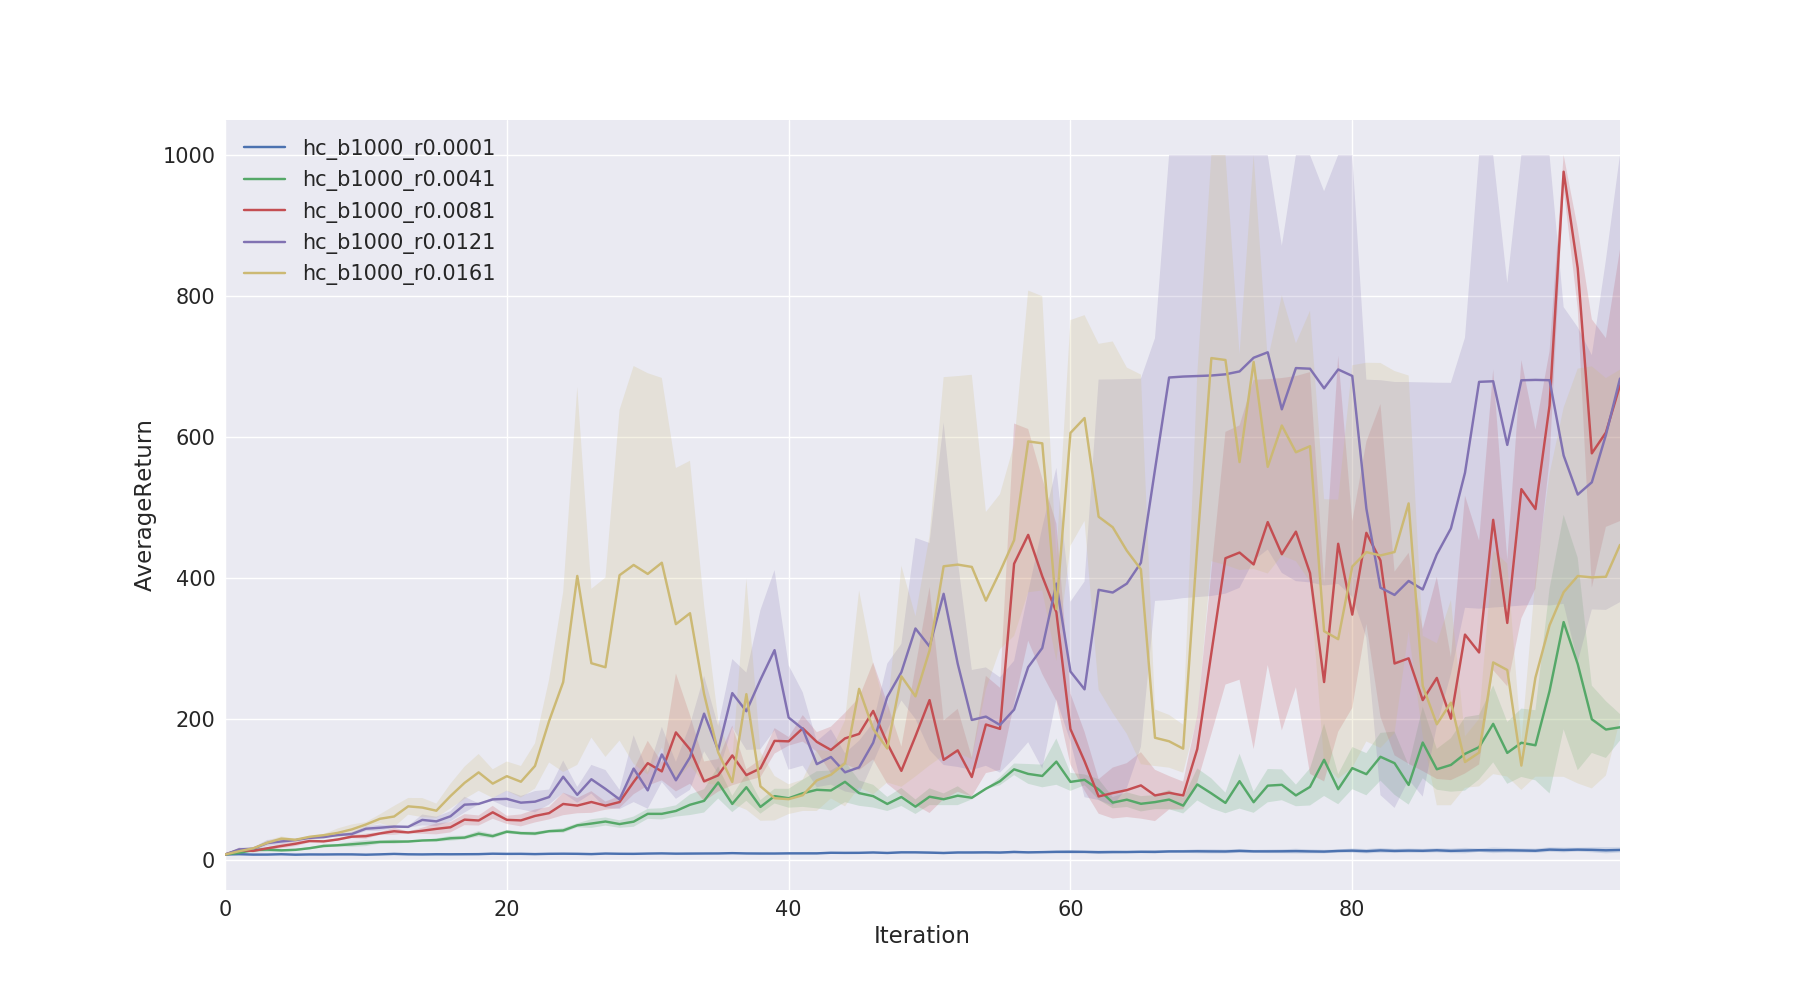 hc_b1000_r0.0001
hc_b1000_r0.0041
hc_b1000_r0.0081
hc_b1000_r0.0121
hc_b1000_r0.0161
1000
800
600
400
200
0
AverageReturn
0 20 40 60 80
Iteration